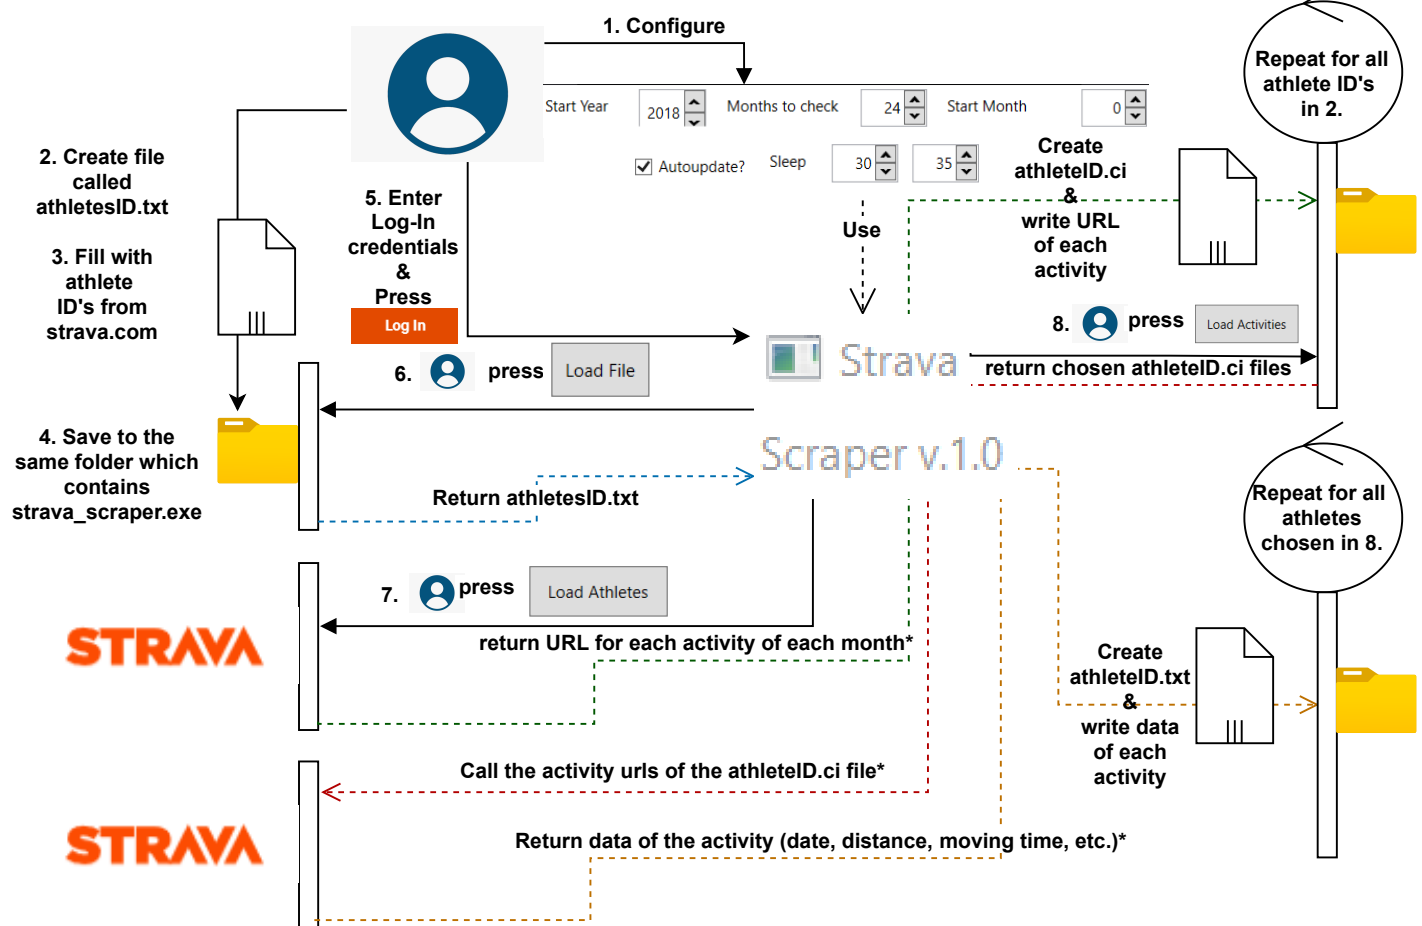 1. Configure
Repeat for all
athlete ID's
in 2.
Start Year
2018
Months to check
24
Start Month
0
Autoupdate?
Sleep
30
35
2. Create file
called
athletesID.txt
3. Fill with
athlete
ID's from
strava.com
5. Enter
Log-In
credentials
&
Press
Log In
Use
Create
athleteID.ci
&
write URL
of each
activity
8.
press
Load Activities
return chosen athleteID.ci files
6.
press
Load File
Strava
Scraper v.1.0
4. Save to the
same folder which
contains
strava_scraper.exe
Return athletesID.txt
Repeat for all
athletes
chosen in 8.
7.
press
Load Athletes
STRAVA
return URL for each activity of each month*
Create
athleteID.txt
&
write data
of each
activity
Call the activity urls of the athleteID.ci file*
STRAVA
Return data of the activity (date, distance, moving time, etc.)*